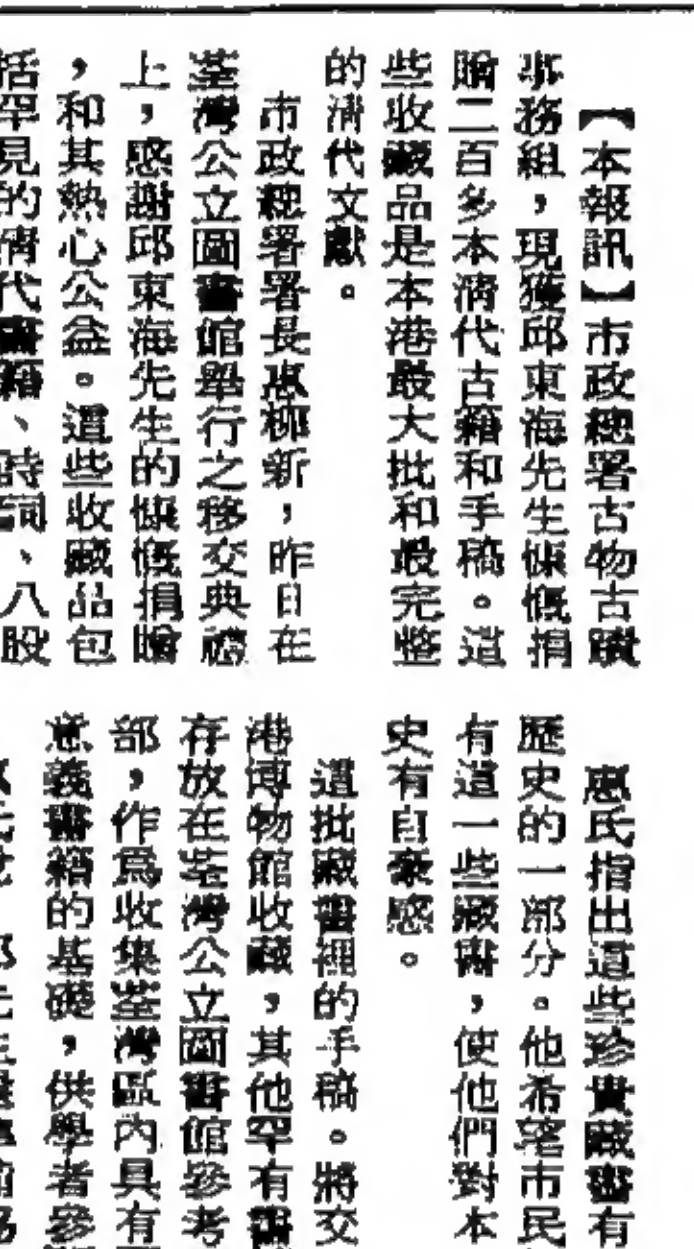 【本報訊】市政總署古物古蹟
事務組，現獲邱東海先生慷慨捐
贈二百多本清代古籍和手稿。這
些收藏品是本港最大批和最完整
的清代文獻。
市政總署署長惠柳新，昨日在
荃灣公立圖書館舉行之移交典禮
上，感謝邱東海先生的慷慨捐贈
，和其熱心公益。這些收藏品包
括罕見的清代書籍、詩詞、八股
惠氏指出這些珍貴藏書有
歷史的一部分。他希望市民
有這一些藏書，使他們對本
史有自豪感。
這批藏書裡的手稿。將交
港博物館收藏，其他罕有書
存放在荃灣公立圖書館參考
部，作爲收集荃灣區內具有
意義書籍的基礎，供學者參